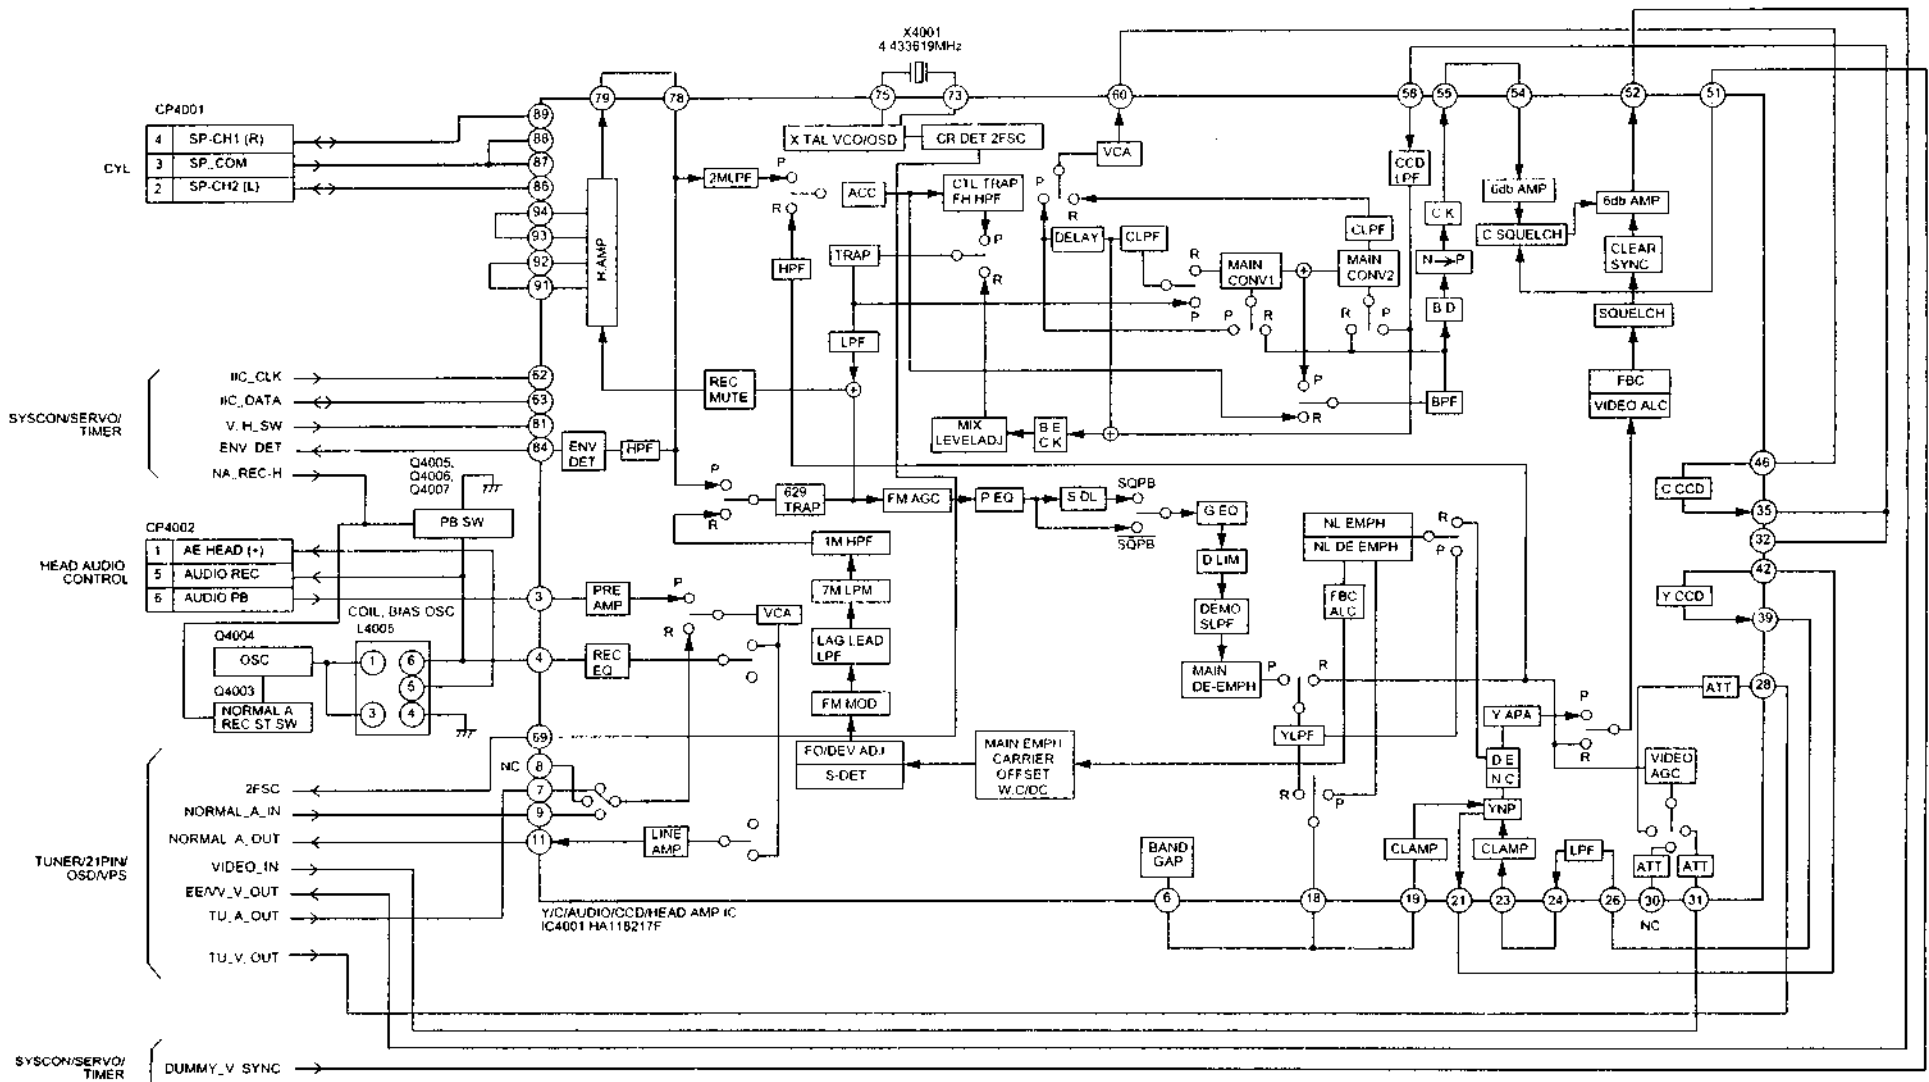 X4001
4 433619MHz
79
78
75
73
60
58
55
54
52
51
CP4001
4 SP-CH1 (R)
3 SP_COM
2 SP-CH2 (L)
CYL
89
88
87
86
94
93
92
91
H.AMP
X TAL VCO/OSD
CR DET 2FSC
VCA
CCD LPF
6db AMP
6db AMP
C SQUELCH
C K
N→P
B D
CLEAR SYNC
SQUELCH
FBC
VIDEO ALC
2MLPF
P
R
ACC
CTL TRAP
FH HPF
P
R
P
R
HPF
TRAP
DELAY
CLPF
CLPF
R
P
MAIN CONV1
MAIN CONV2
P
R
R
P
LPF
REC MUTE
MIX LEVELADJ
B E
C K
P
R
BPF
SYSCON/SERVO/
TIMER
IIC_CLK
IIC_DATA
V. H_SW
ENV_DET
NA_REC-H
62
63
81
84
ENV DET
HPF
Q4005,
Q4006,
Q4007
PB SW
CP4002
1 AE HEAD (+)
5 AUDIO REC
6 AUDIO PB
HEAD AUDIO
CONTROL
P
R
629 TRAP
FM AGC
P EQ
S DL
SQPB
SQPB
G EQ
D LIM
DEMO SLPF
MAIN DE-EMPH
P
R
1M HPF
7M LPM
LAG LEAD LPF
FM MOD
FO/DEV ADJ
S-DET
MAIN EMPH
CARRIER
OFFSET
W.C/DC
NL EMPH
NL DE EMPH
R
P
FBC ALC
YLPF
R
P
46
C CCD
35
32
42
Y CCD
39
28
ATT
3
PRE AMP
P
R
VCA
4
REC EQ
COIL, BIAS OSC
L4005
1
6
5
3
4
Q4004
OSC
Q4003
NORMAL A
REC ST SW
69
NC
8
7
9
11
LINE AMP
Y APA
P
R
D E
N C
YNP
VIDEO AGC
CLAMP
CLAMP
LPF
ATT
ATT
BAND GAP
6
18
19
21
23
24
26
30
31
NC
TUNER/21PIN/
OSD/VPS
2FSC
NORMAL_A_IN
NORMAL_A_OUT
VIDEO_IN
EE/VV_V_OUT
TU_A_OUT
TU_V_OUT
Y/C/AUDIO/CCD/HEAD AMP IC
IC4001 HA118217F
SYSCON/SERVO/
TIMER
DUMMY_V SYNC